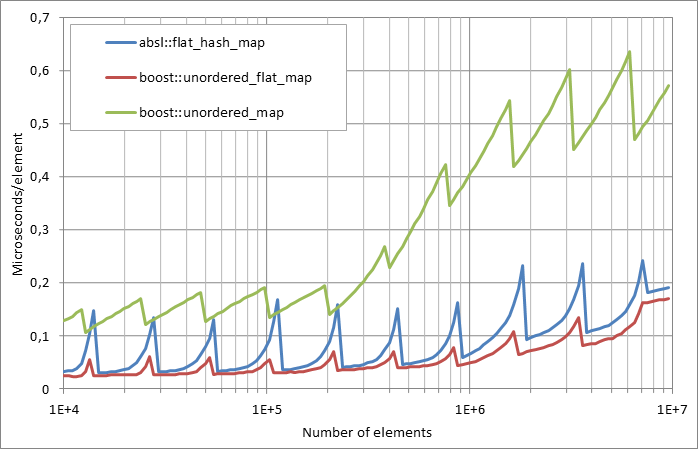 0,7
absl::flat_hash_map
0,6
boost::unordered_flat_map
boost::unordered_map
0,5
0,4
0,3
0,2
0,1
0
Microseconds/element
1E+4 1E+5 1E+6 1E+7
Number of elements